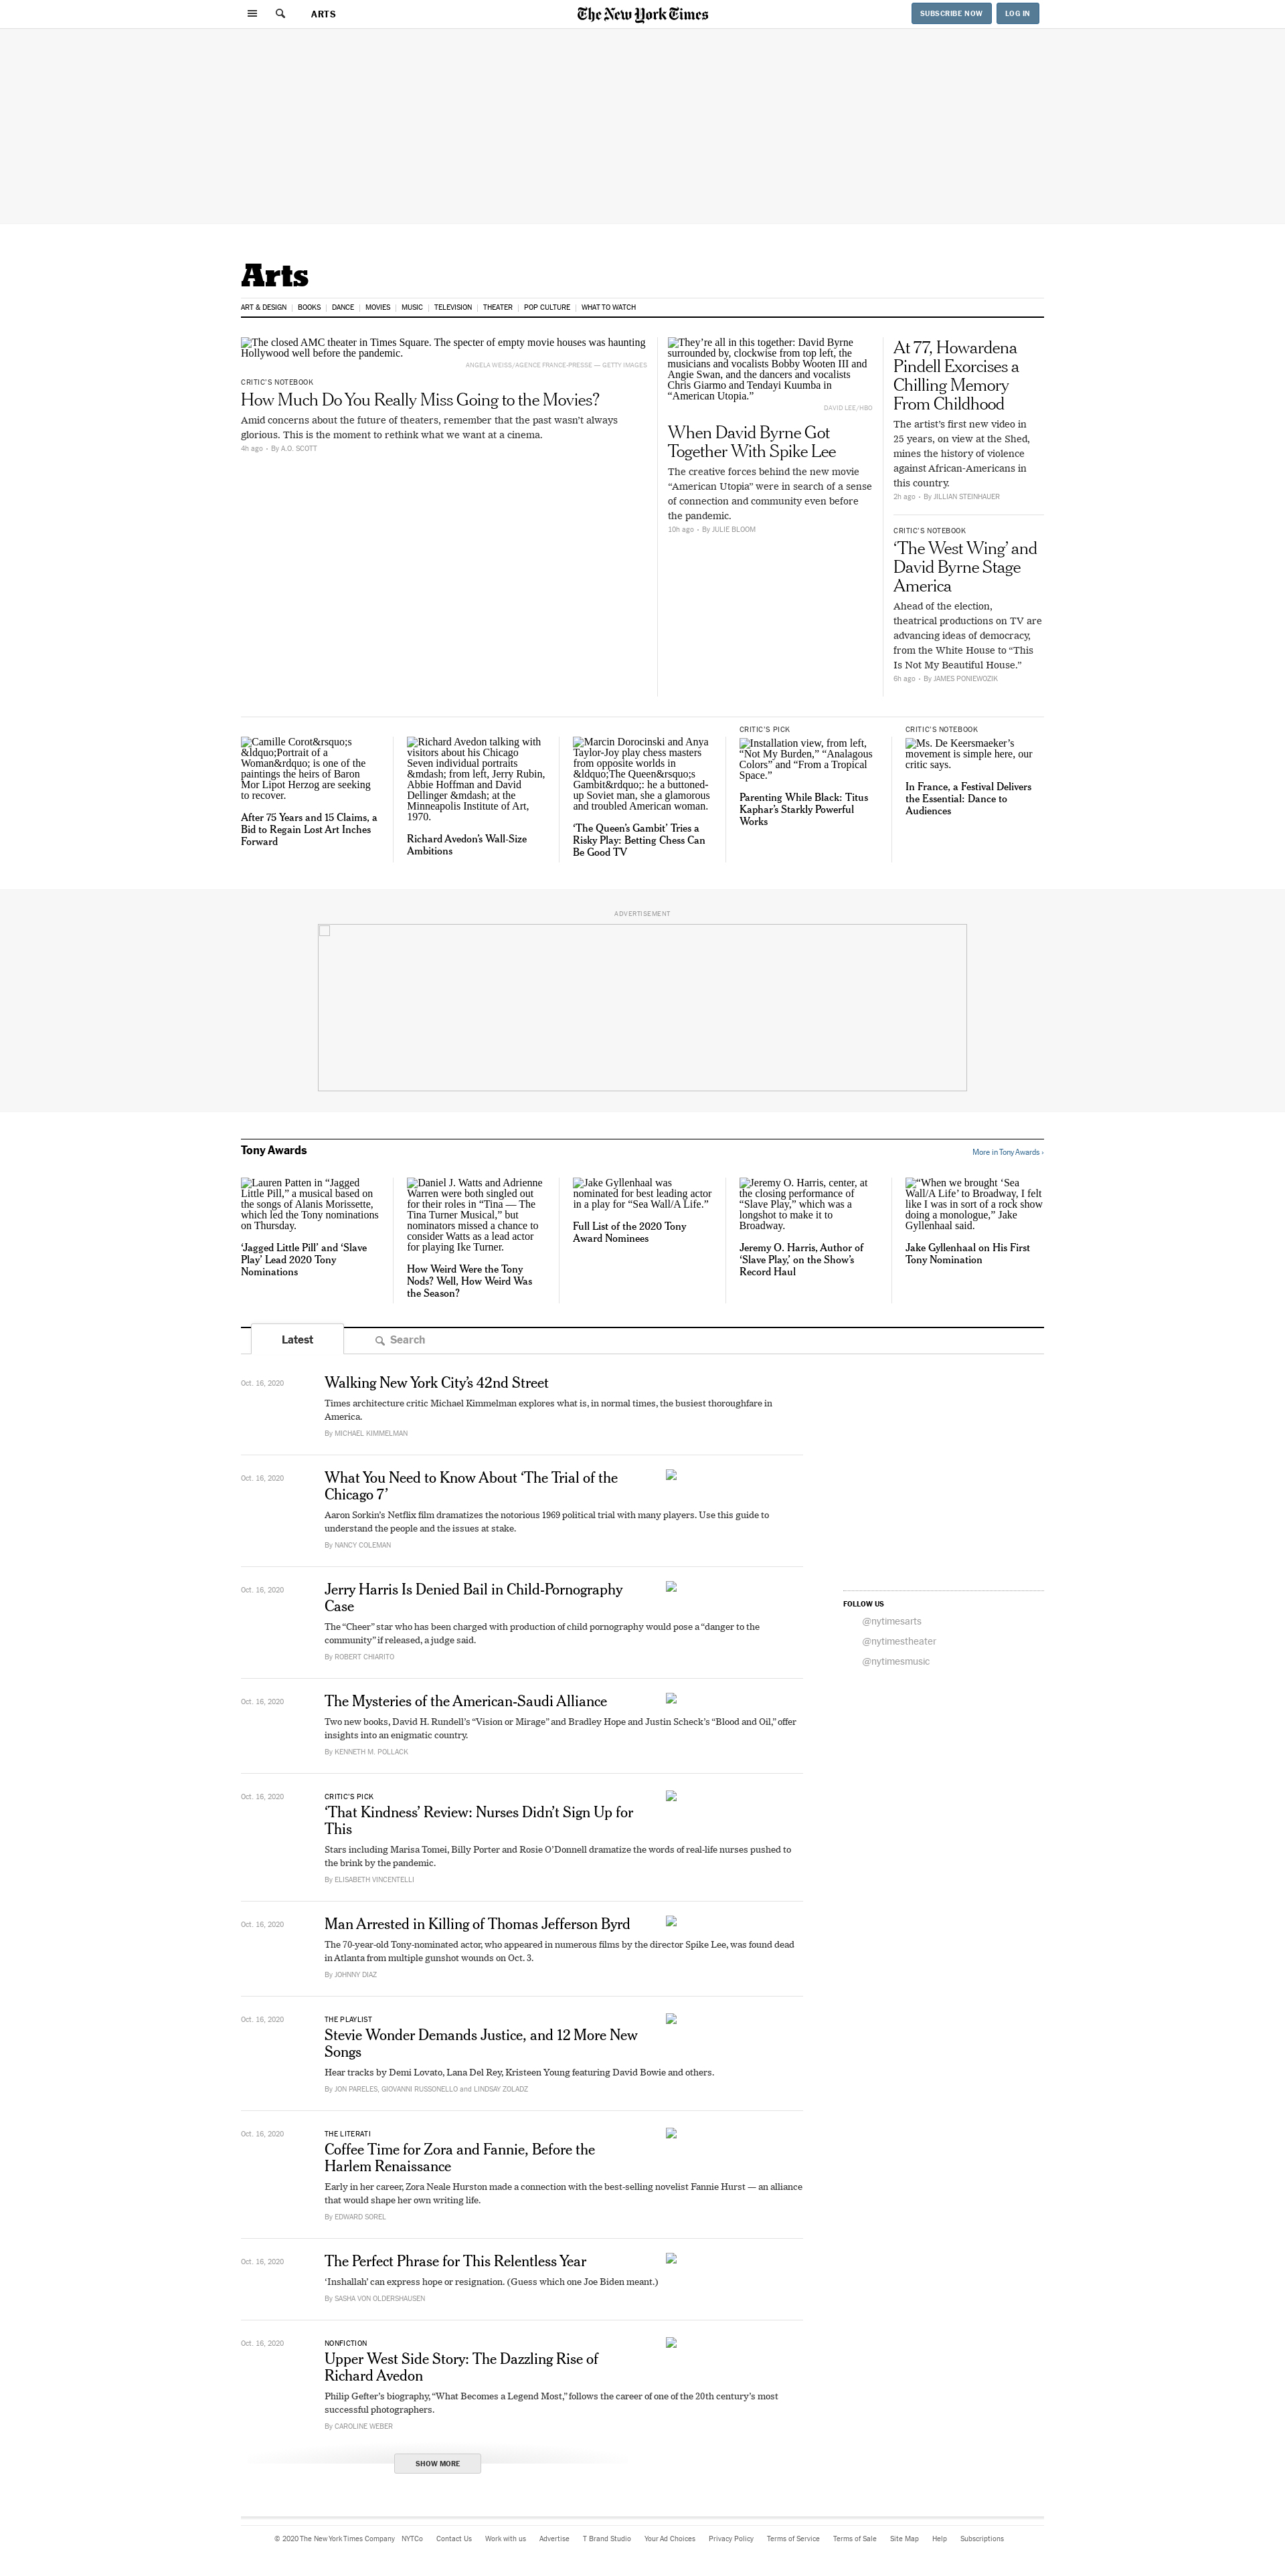 ARTS
The New York Times
SUBSCRIBE NOW
LOG IN
Arts
ART & DESIGN
BOOKS
DANCE
MOVIES
MUSIC
TELEVISION
THEATER
POP CULTURE
WHAT TO WATCH
The closed AMC theater in Times Square. The specter of empty movie houses was haunting
Hollywood well before the pandemic.
ANGELA WEISS/AGENCE FRANCE-PRESSE — GETTY IMAGES
CRITIC'S NOTEBOOK
How Much Do You Really Miss Going to the Movies?
Amid concerns about the future of theaters, remember that the past wasn't always
glorious. This is the moment to rethink what we want at a cinema.
4h ago · By A.O. SCOTT
They're all in this together: David Byrne
surrounded by, clockwise from top left, the
musicians and vocalists Bobby Wooten III and
Angie Swan, and the dancers and vocalists
Chris Giarmo and Tendayi Kuumba in
“American Utopia.”
DAVID LEE/HBO
When David Byrne Got
Together With Spike Lee
The creative forces behind the new movie
“American Utopia” were in search of a sense
of connection and community even before
the pandemic.
10h ago · By JULIE BLOOM
At 77, Howardena
Pindell Exorcises a
Chilling Memory
From Childhood
The artist's first new video in
25 years, on view at the Shed,
mines the history of violence
against African-Americans in
this country.
2h ago · By JILLIAN STEINHAUER
CRITIC'S NOTEBOOK
‘The West Wing’ and
David Byrne Stage
America
Ahead of the election,
theatrical productions on TV are
advancing ideas of democracy,
from the White House to “This
Is Not My Beautiful House.”
6h ago · By JAMES PONIEWOZIK
Camille Corot&rsquo;s
&ldquo;Portrait of a
Woman&rdquo; is one of the
paintings the heirs of Baron
Mor Lipot Herzog are seeking
to recover.
After 75 Years and 15 Claims, a
Bid to Regain Lost Art Inches
Forward
Richard Avedon talking with
visitors about his Chicago
Seven individual portraits
&mdash; from left, Jerry Rubin,
Abbie Hoffman and David
Dellinger &mdash; at the
Minneapolis Institute of Art,
1970.
Richard Avedon's Wall-Size
Ambitions
Marcin Dorocinski and Anya
Taylor-Joy play chess masters
from opposite worlds in
&ldquo;The Queen&rsquo;s
Gambit&rdquo;: he a buttoned-
up Soviet man, she a glamorous
and troubled American woman.
‘The Queen's Gambit’ Tries a
Risky Play: Betting Chess Can
Be Good TV
CRITIC'S PICK
Installation view, from left,
“Not My Burden,” “Analagous
Colors” and “From a Tropical
Space.”
Parenting While Black: Titus
Kaphar's Starkly Powerful
Works
CRITIC'S NOTEBOOK
Ms. De Keersmaeker's
movement is simple here, our
critic says.
In France, a Festival Delivers
the Essential: Dance to
Audiences
ADVERTISEMENT
Tony Awards
More in Tony Awards ›
Lauren Patten in “Jagged
Little Pill,” a musical based on
the songs of Alanis Morissette,
which led the Tony nominations
on Thursday.
‘Jagged Little Pill’ and ‘Slave
Play’ Lead 2020 Tony
Nominations
Daniel J. Watts and Adrienne
Warren were both singled out
for their roles in “Tina — The
Tina Turner Musical,” but
nominators missed a chance to
consider Watts as a lead actor
for playing Ike Turner.
How Weird Were the Tony
Nods? Well, How Weird Was
the Season?
Jake Gyllenhaal was
nominated for best leading actor
in a play for “Sea Wall/A Life.”
Full List of the 2020 Tony
Award Nominees
Jeremy O. Harris, center, at
the closing performance of
“Slave Play,” which was a
longshot to make it to
Broadway.
Jeremy O. Harris, Author of
‘Slave Play,’ on the Show's
Record Haul
“When we brought ‘Sea
Wall/A Life’ to Broadway, I felt
like I was in sort of a rock show
doing a monologue,” Jake
Gyllenhaal said.
Jake Gyllenhaal on His First
Tony Nomination
Latest
Search
Oct. 16, 2020
Walking New York City's 42nd Street
Times architecture critic Michael Kimmelman explores what is, in normal times, the busiest thoroughfare in
America.
By MICHAEL KIMMELMAN
Oct. 16, 2020
What You Need to Know About ‘The Trial of the
Chicago 7’
Aaron Sorkin's Netflix film dramatizes the notorious 1969 political trial with many players. Use this guide to
understand the people and the issues at stake.
By NANCY COLEMAN
Oct. 16, 2020
Jerry Harris Is Denied Bail in Child-Pornography
Case
The “Cheer” star who has been charged with production of child pornography would pose a “danger to the
community” if released, a judge said.
By ROBERT CHIARITO
FOLLOW US
@nytimesarts
@nytimestheater
@nytimesmusic
Oct. 16, 2020
The Mysteries of the American-Saudi Alliance
Two new books, David H. Rundell's “Vision or Mirage” and Bradley Hope and Justin Scheck's “Blood and Oil,” offer
insights into an enigmatic country.
By KENNETH M. POLLACK
Oct. 16, 2020
CRITIC'S PICK
‘That Kindness’ Review: Nurses Didn't Sign Up for
This
Stars including Marisa Tomei, Billy Porter and Rosie O'Donnell dramatize the words of real-life nurses pushed to
the brink by the pandemic.
By ELISABETH VINCENTELLI
Oct. 16, 2020
Man Arrested in Killing of Thomas Jefferson Byrd
The 70-year-old Tony-nominated actor, who appeared in numerous films by the director Spike Lee, was found dead
in Atlanta from multiple gunshot wounds on Oct. 3.
By JOHNNY DIAZ
Oct. 16, 2020
THE PLAYLIST
Stevie Wonder Demands Justice, and 12 More New
Songs
Hear tracks by Demi Lovato, Lana Del Rey, Kristeen Young featuring David Bowie and others.
By JON PARELES, GIOVANNI RUSSONELLO and LINDSAY ZOLADZ
Oct. 16, 2020
THE LITERATI
Coffee Time for Zora and Fannie, Before the
Harlem Renaissance
Early in her career, Zora Neale Hurston made a connection with the best-selling novelist Fannie Hurst — an alliance
that would shape her own writing life.
By EDWARD SOREL
Oct. 16, 2020
The Perfect Phrase for This Relentless Year
‘Inshallah’ can express hope or resignation. (Guess which one Joe Biden meant.)
By SASHA VON OLDERSHAUSEN
Oct. 16, 2020
NONFICTION
Upper West Side Story: The Dazzling Rise of
Richard Avedon
Philip Gefter's biography, “What Becomes a Legend Most,” follows the career of one of the 20th century's most
successful photographers.
By CAROLINE WEBER
SHOW MORE
© 2020 The New York Times Company
NYTCo
Contact Us
Work with us
Advertise
T Brand Studio
Your Ad Choices
Privacy Policy
Terms of Service
Terms of Sale
Site Map
Help
Subscriptions